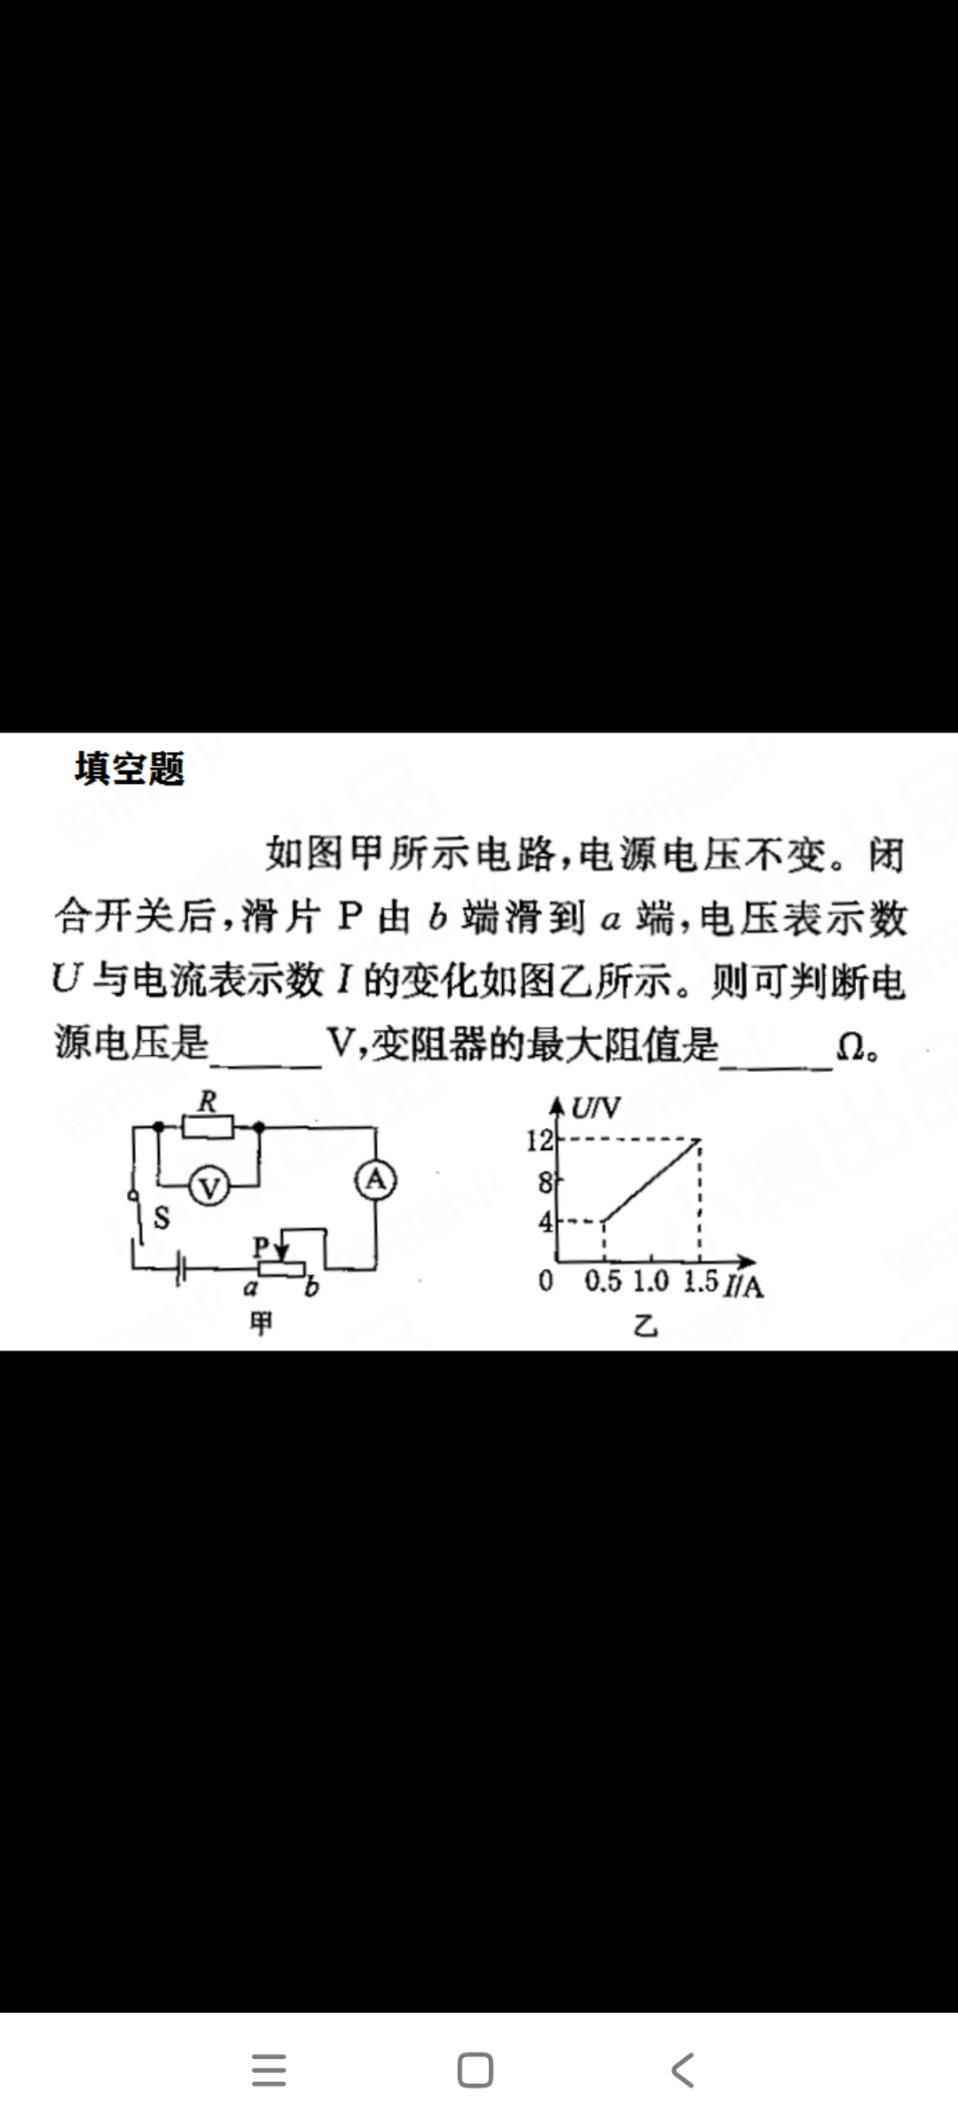 填空题
如图甲所示电路,电源电压不变。闭
合开关后,滑片 P 由 b 端滑到 a 端,电压表示数
U 与电流表示数 I 的变化如图乙所示。则可判断电
源电压是_____V,变阻器的最大阻值是_____Ω。
R
V
A
S
P
a
b
甲
U/V
12
8
4
0
0.5 1.0 1.5 I/A
乙